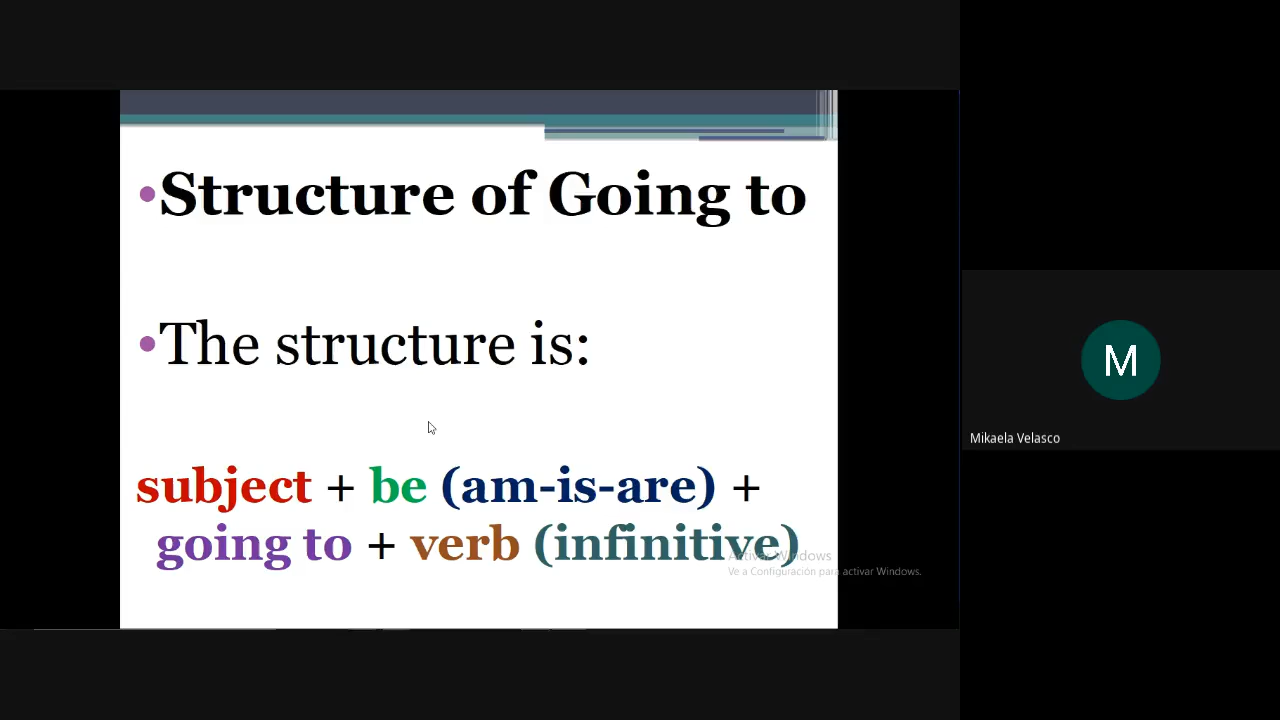 •Structure of Going to
•The structure is:
subject + be (am-is-are) +
going to + verb (infinitive)
Activar Windows
Ve a Configuración para activar Windows.
M
Mikaela Velasco